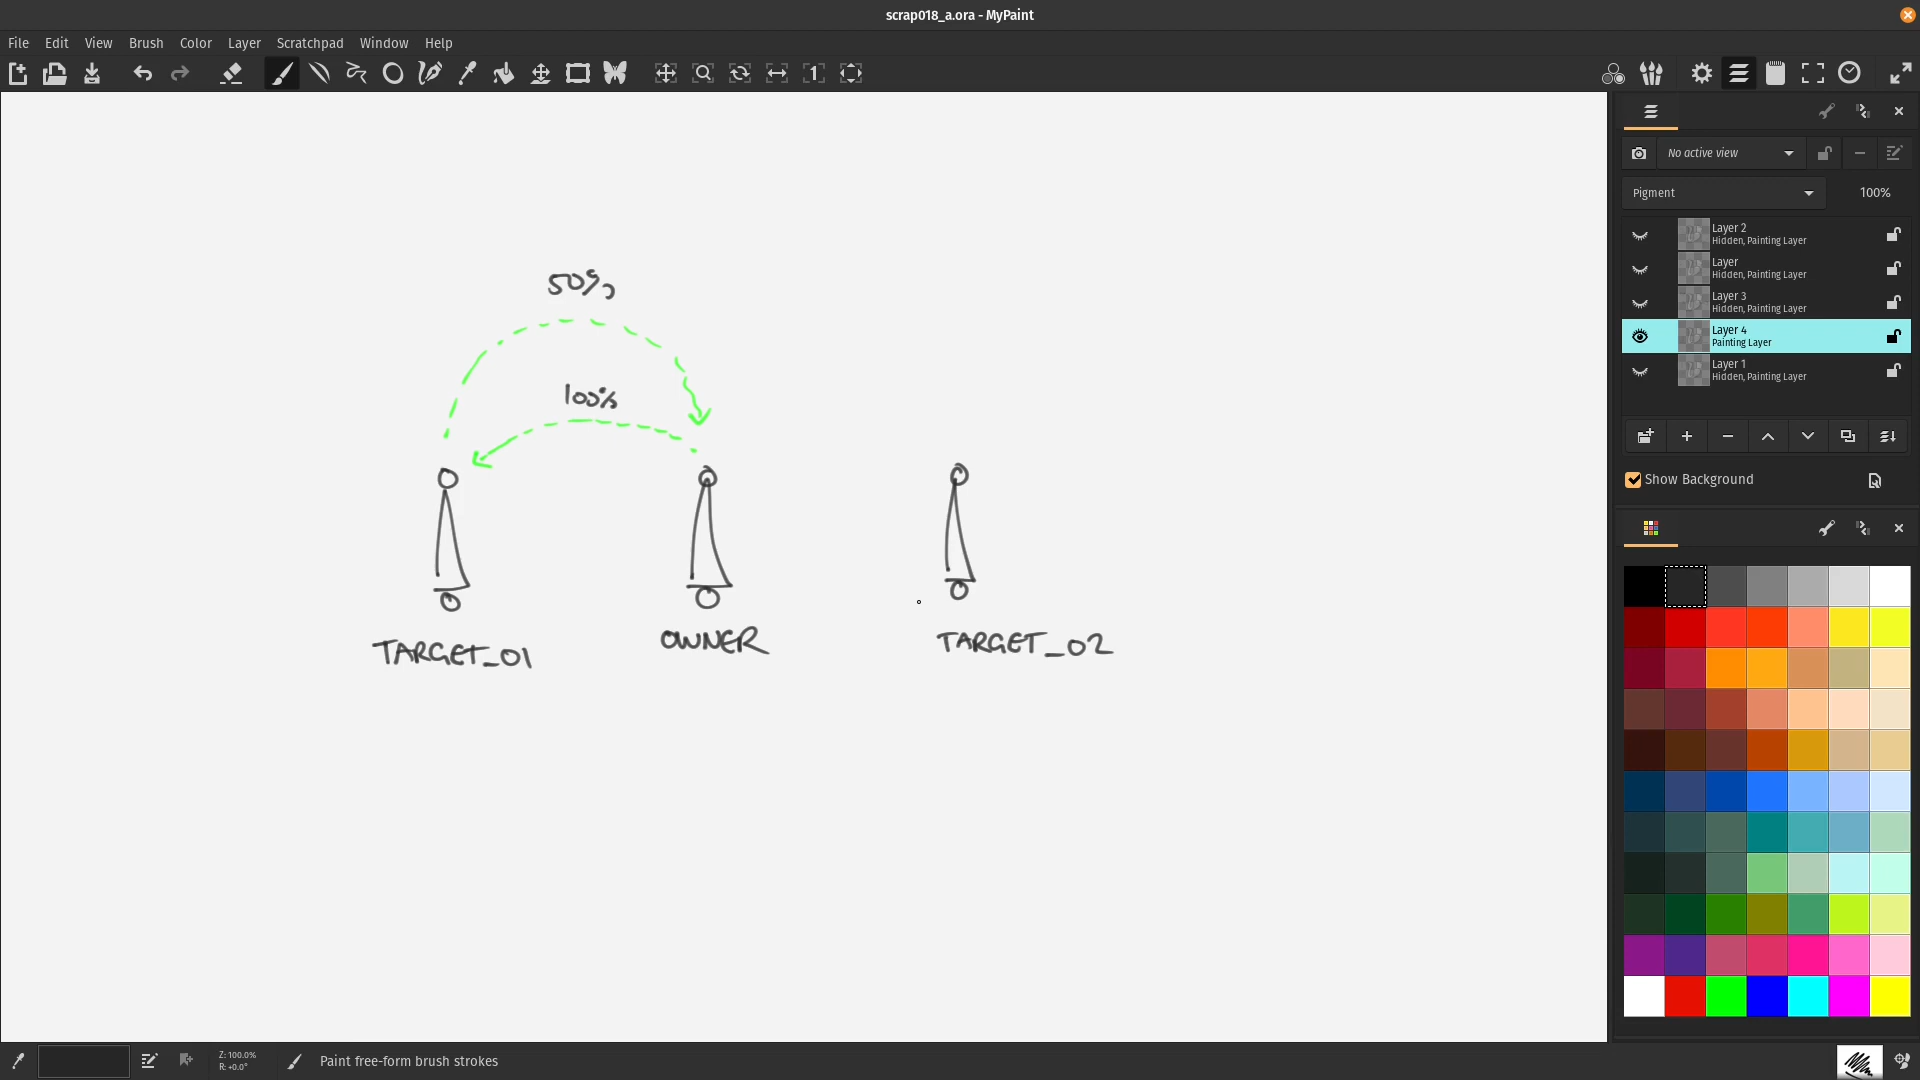 scrap018_a.ora - MyPaint
File Edit View Brush Color Layer Scratchpad Window Help
No active view
Pigment 100%
Layer 2
Hidden, Painting Layer
Layer
Hidden, Painting Layer
Layer 3
Hidden, Painting Layer
Layer 4
Painting Layer
Layer 1
Hidden, Painting Layer
Show Background
50%
100%
TARGET_01
OWNER
TARGET_02
Z: 100.0%
R: +0.0°
Paint free-form brush strokes